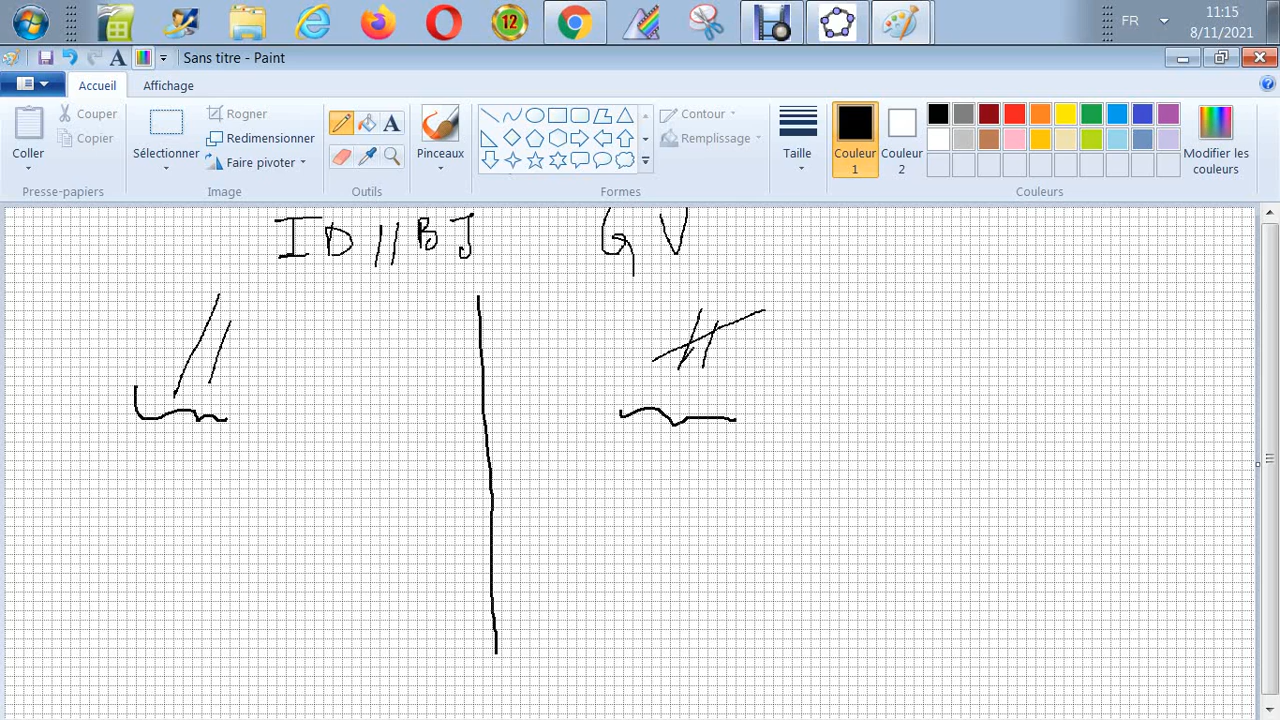 12
FR
11:15
8/11/2021
Sans titre - Paint
Accueil Affichage
Coller
Couper
Copier
Presse-papiers
Sélectionner
Rogner
Redimensionner
Faire pivoter
Image
A
Outils
Pinceaux
Contour
Remplissage
Formes
Taille
Couleur 1
Couleur 2
Modifier les couleurs
Couleurs
ID//BJ GV
//
//